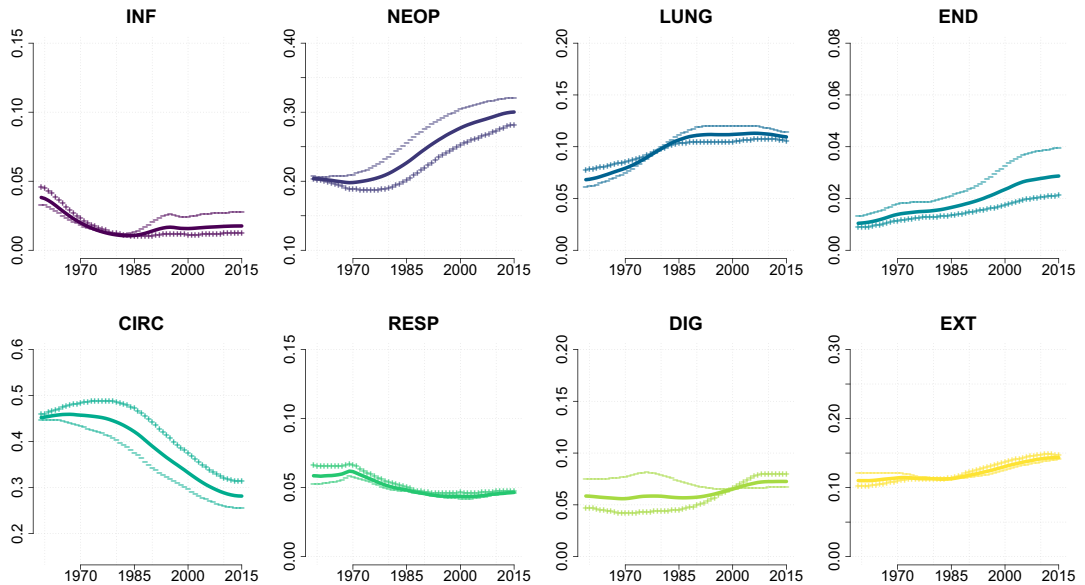 INF
NEOP
LUNG
END
0.00 0.05 0.10 0.15
0.10 0.20 0.30 0.40
0.00 0.05 0.10 0.15 0.20
0.00 0.02 0.04 0.06 0.08
1970 1985 2000 2015
1970 1985 2000 2015
1970 1985 2000 2015
1970 1985 2000 2015
CIRC
RESP
DIG
EXT
0.2 0.3 0.4 0.5 0.6
0.00 0.05 0.10 0.15
0.00 0.05 0.10 0.15 0.20
0.00 0.10 0.20 0.30
1970 1985 2000 2015
1970 1985 2000 2015
1970 1985 2000 2015
1970 1985 2000 2015